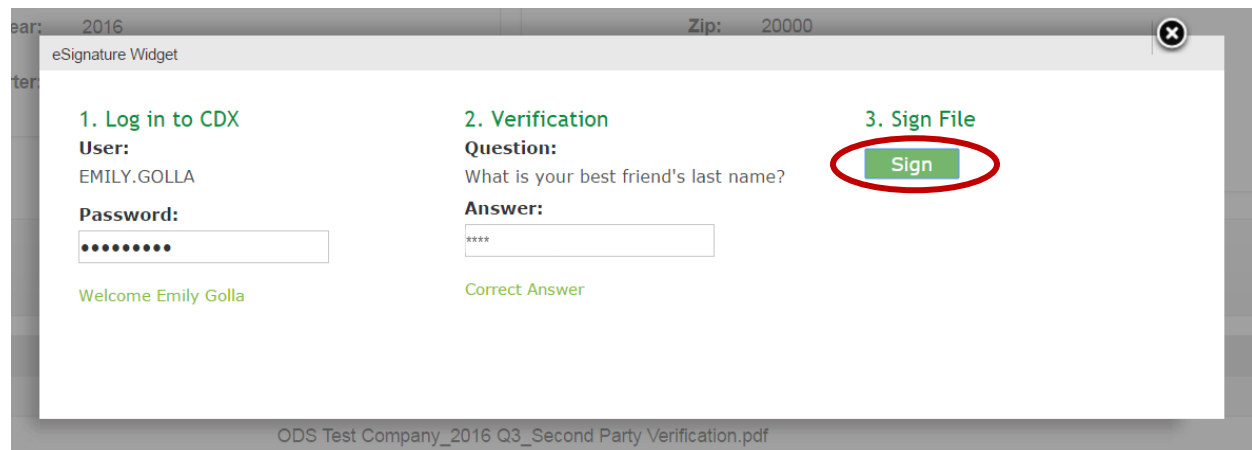 ear: 2016 Zip: 20000
eSignature Widget
ter:
1. Log in to CDX
User:
EMILY.GOLLA
Password:
•••••••••
Welcome Emily Golla
2. Verification
Question:
What is your best friend's last name?
Answer:
****
Correct Answer
3. Sign File
Sign
ODS Test Company_2016 Q3_Second Party Verification.pdf